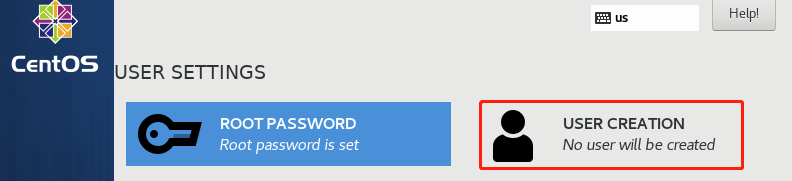 us
Help!
CentOS
USER SETTINGS
ROOT PASSWORD
Root password is set
USER CREATION
No user will be created